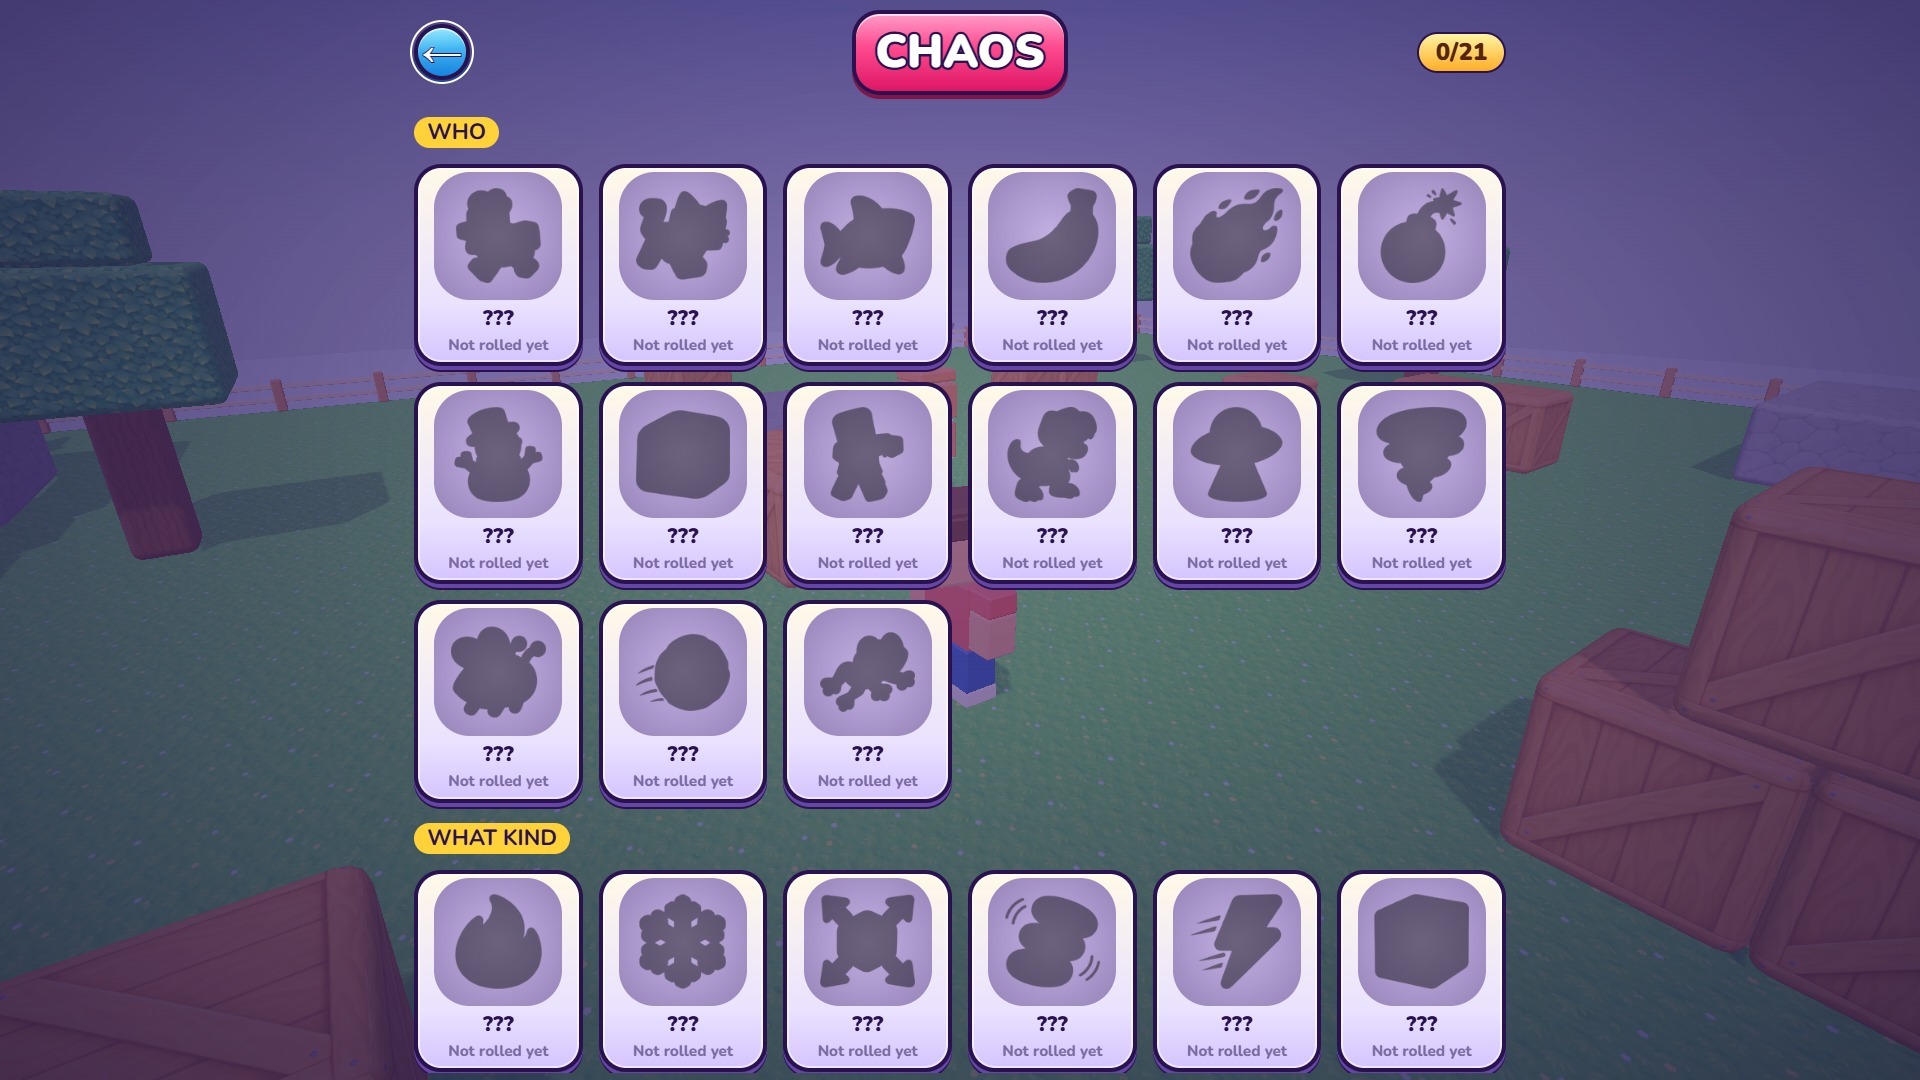 CHAOS
0/21
WHO
??? ??? ??? ??? ??? ???
Not rolled yet Not rolled yet Not rolled yet Not rolled yet Not rolled yet Not rolled yet
??? ??? ??? ??? ??? ???
Not rolled yet Not rolled yet Not rolled yet Not rolled yet Not rolled yet Not rolled yet
??? ??? ???
Not rolled yet Not rolled yet Not rolled yet
WHAT KIND
??? ??? ??? ??? ??? ???
Not rolled yet Not rolled yet Not rolled yet Not rolled yet Not rolled yet Not rolled yet